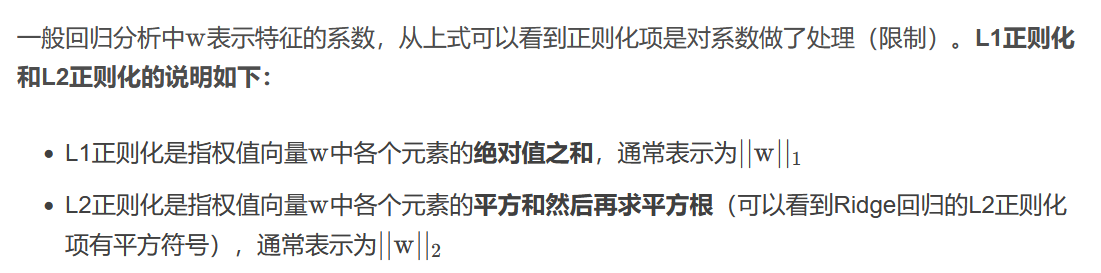 一般回归分析中w表示特征的系数，从上式可以看到正则化项是对系数做了处理（限制）。L1正则化
和L2正则化的说明如下：
• L1正则化是指权值向量w中各个元素的绝对值之和，通常表示为||w||₁
• L2正则化是指权值向量w中各个元素的平方和然后再求平方根（可以看到Ridge回归的L2正则化
项有平方符号），通常表示为||w||₂